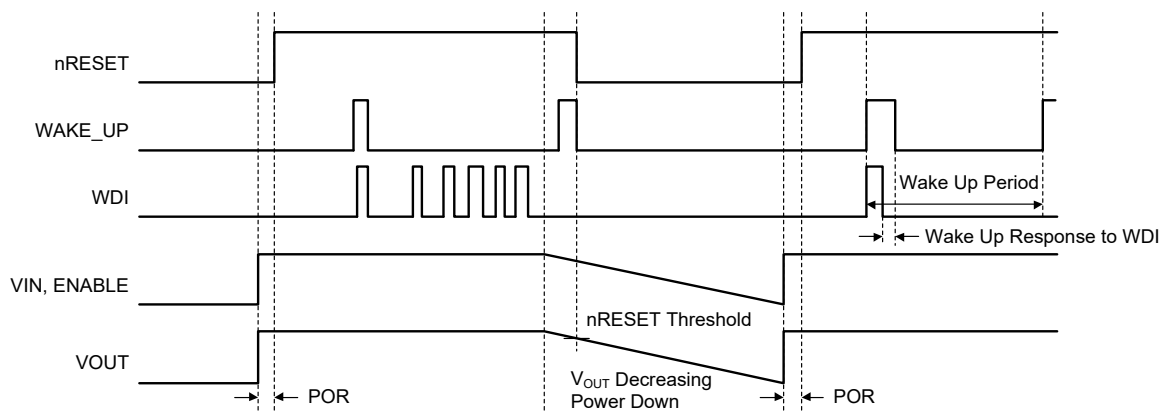 nRESET
WAKE_UP
WDI
Wake Up Period
Wake Up Response to WDI
VIN, ENABLE
nRESET Threshold
VOUT
POR
VOUT Decreasing
Power Down
POR